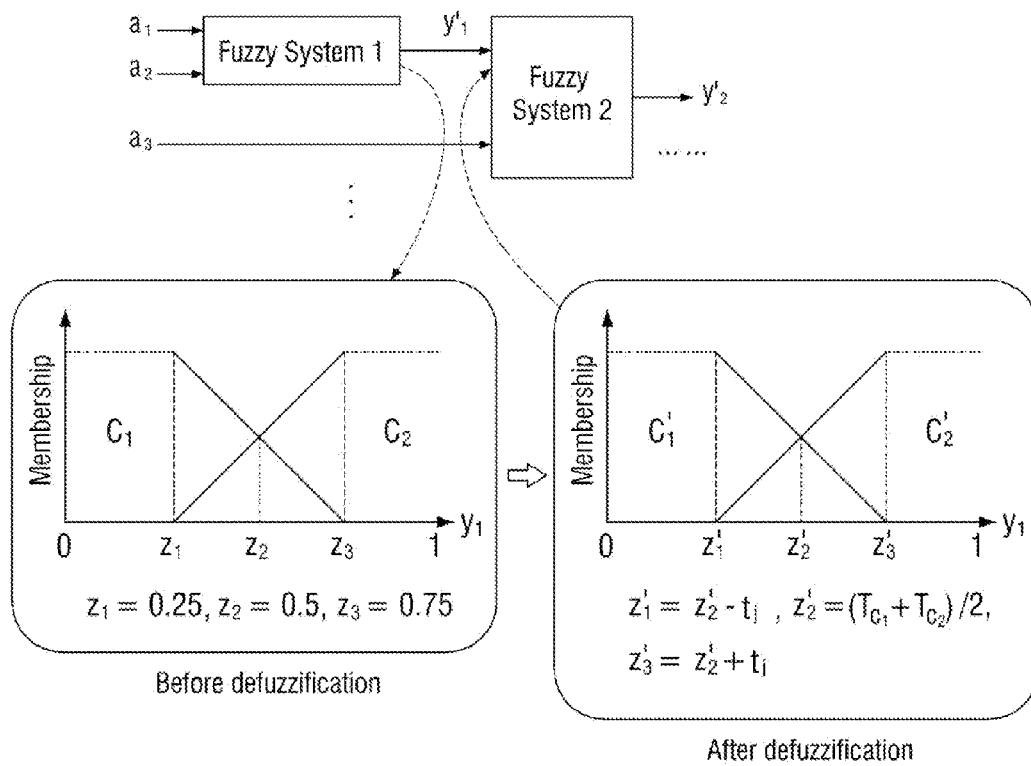 a₁
a₂
a₃
Fuzzy System 1
y'₁
Fuzzy
System 2
y'₂
......
⋮
Membership
C₁
C₂
0
z₁
z₂
z₃
1
y₁
z₁ = 0.25, z₂ = 0.5, z₃ = 0.75
Before defuzzification
Membership
C'₁
C'₂
0
z'₁
z'₂
z'₃
1
y₁
z'₁ = z'₂ - tⱼ , z'₂ = (T_C₁ + T_C₂) /2,
z'₃ = z'₂ + tⱼ
After defuzzification